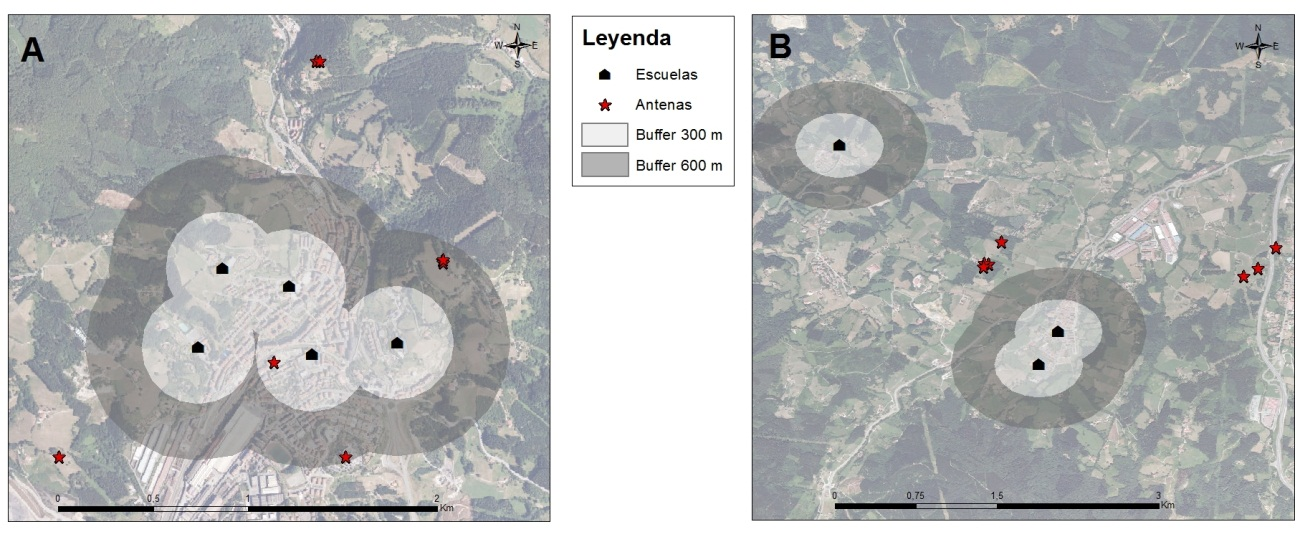 A
N
W E
S
0 0,5 1 2
Km
Leyenda
Escuelas
Antenas
Buffer 300 m
Buffer 600 m
B
N
W E
S
0 0,75 1,5 3
Km